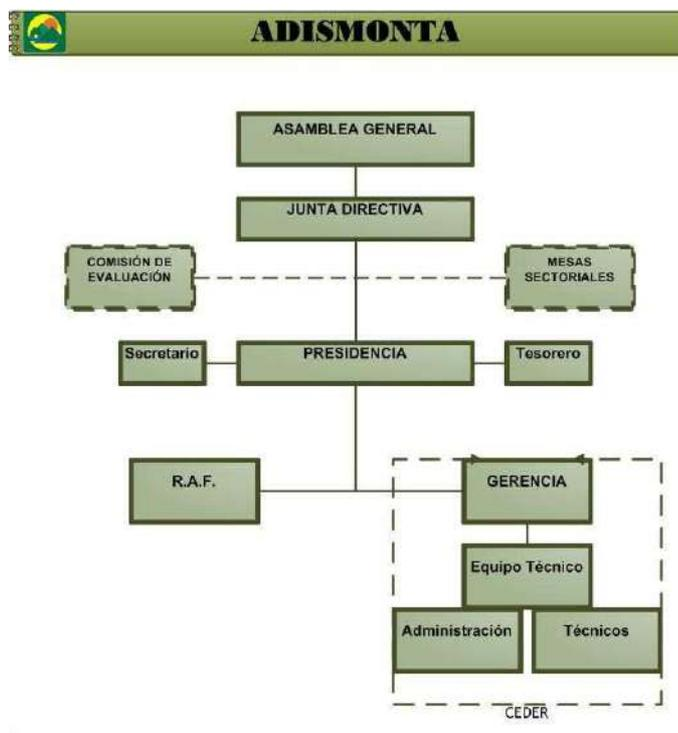 ADISMONTA
ASAMBLEA GENERAL
JUNTA DIRECTIVA
COMISIÓN DE
EVALUACIÓN
MESAS
SECTORIALES
Secretario
PRESIDENCIA
Tesorero
R.A.F.
GERENCIA
Equipo Técnico
Administración
Técnicos
CEDER